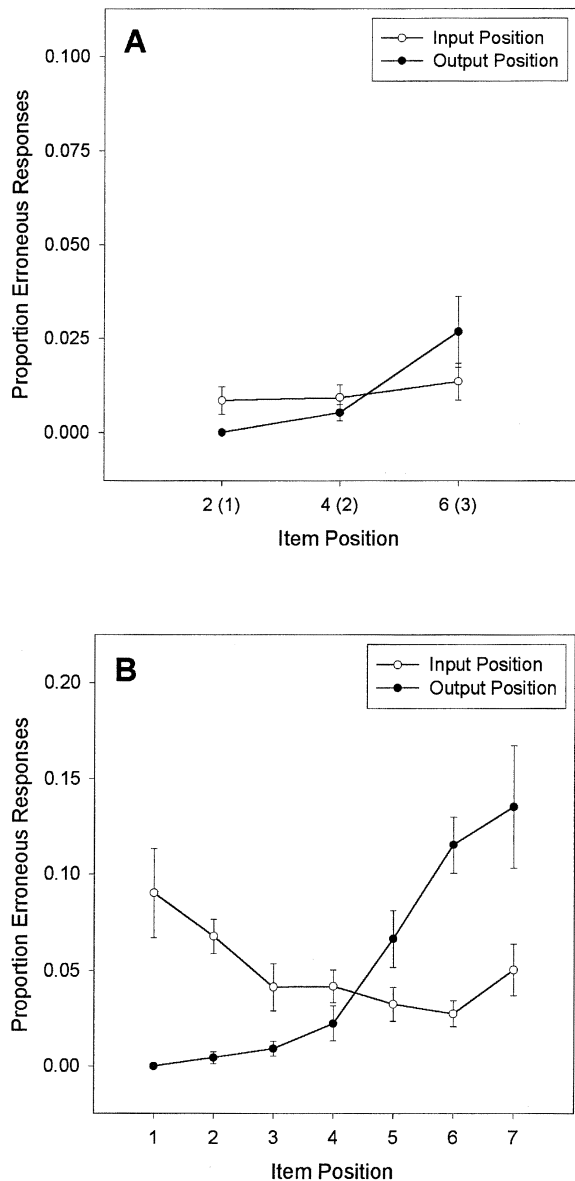 A
Input Position
Output Position
Proportion Erroneous Responses
0.100
0.075
0.050
0.025
0.000
2 (1) 4 (2) 6 (3)
Item Position
B
Input Position
Output Position
Proportion Erroneous Responses
0.20
0.15
0.10
0.05
0.00
1 2 3 4 5 6 7
Item Position